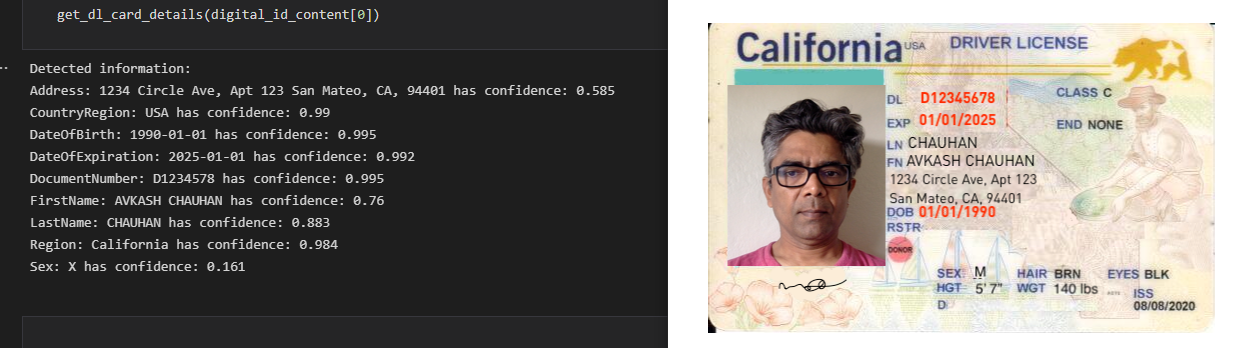 get_dl_card_details(digital_id_content[0])
Detected information:
Address: 1234 Circle Ave, Apt 123 San Mateo, CA, 94401 has confidence: 0.585
CountryRegion: USA has confidence: 0.99
DateOfBirth: 1990-01-01 has confidence: 0.995
DateOfExpiration: 2025-01-01 has confidence: 0.992
DocumentNumber: D1234578 has confidence: 0.995
FirstName: AVKASH CHAUHAN has confidence: 0.76
LastName: CHAUHAN has confidence: 0.883
Region: California has confidence: 0.984
Sex: X has confidence: 0.161
California USA DRIVER LICENSE
DL D12345678 CLASS C
EXP 01/01/2025 END NONE
LN CHAUHAN
FN AVKASH CHAUHAN
1234 Circle Ave, Apt 123
San Mateo, CA, 94401
DOB 01/01/1990
RSTR
DONOR
SEX M HAIR BRN EYES BLK
HGT 5'7" WGT 140 lbs ISS
D 08/08/2020